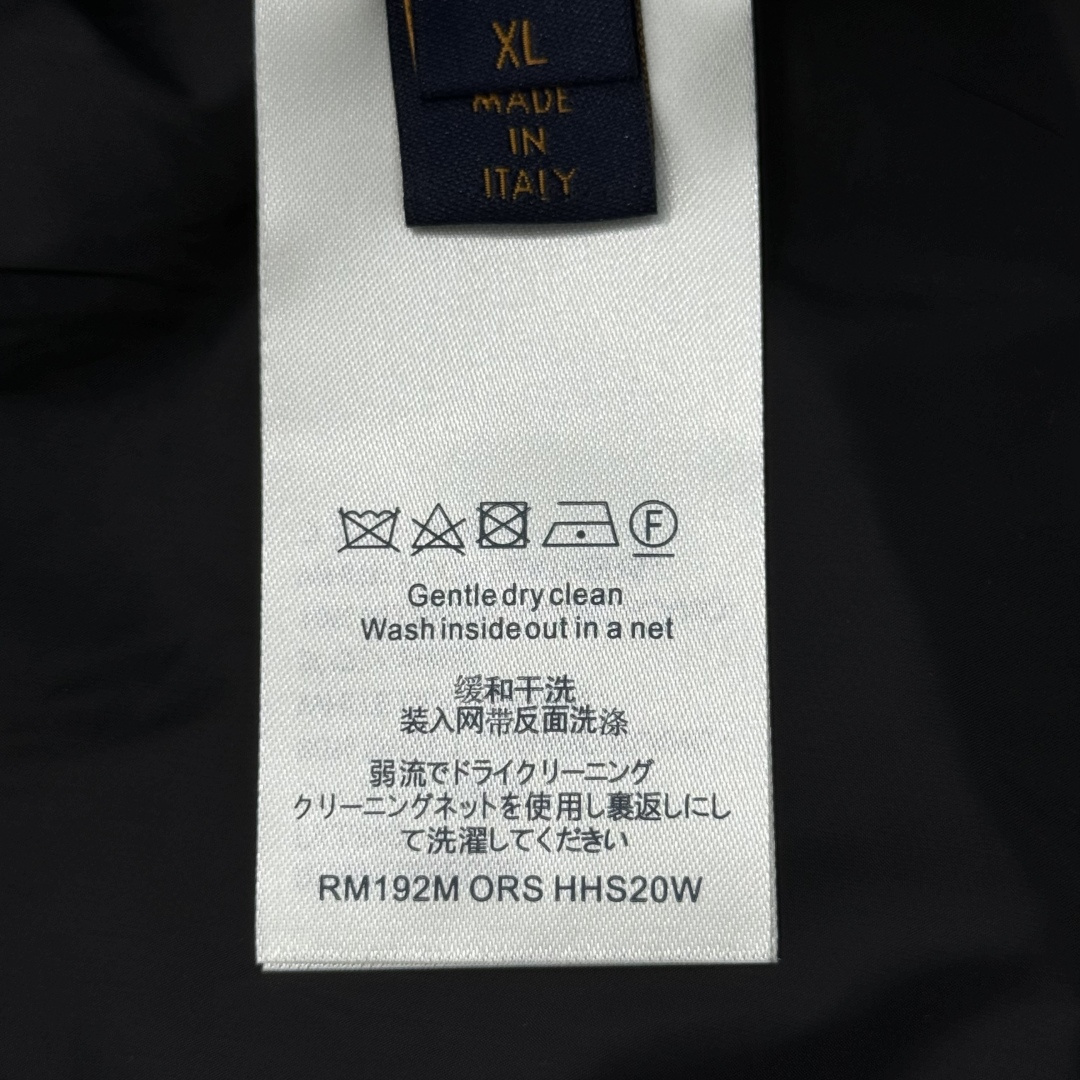 XL
MADE
IN
ITALY
F
Gentle dry clean
Wash inside out in a net
缓和干洗
装入网带反面洗涤
弱流でドライクリーニング
クリーニングネットを使用し裏返しにし
て洗濯してください
RM192M ORS HHS20W